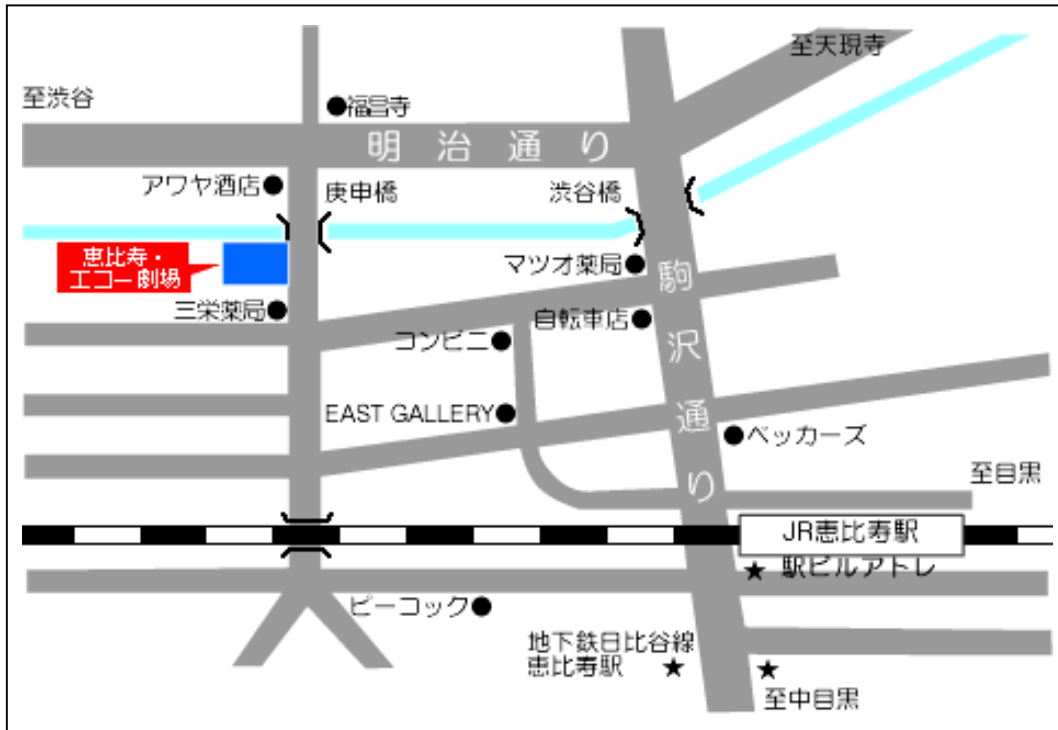 至天現寺
至渋谷
福昌寺
明治通り
アワヤ酒店
庚申橋
渋谷橋
恵比寿・
エコー劇場
マツオ薬局
駒沢通り
三栄薬局
自転車店
コンビニ
EAST GALLERY
ベッカーズ
至目黒
JR恵比寿駅
駅ビルアトレ
ピーコック
地下鉄日比谷線
恵比寿駅
至中目黒